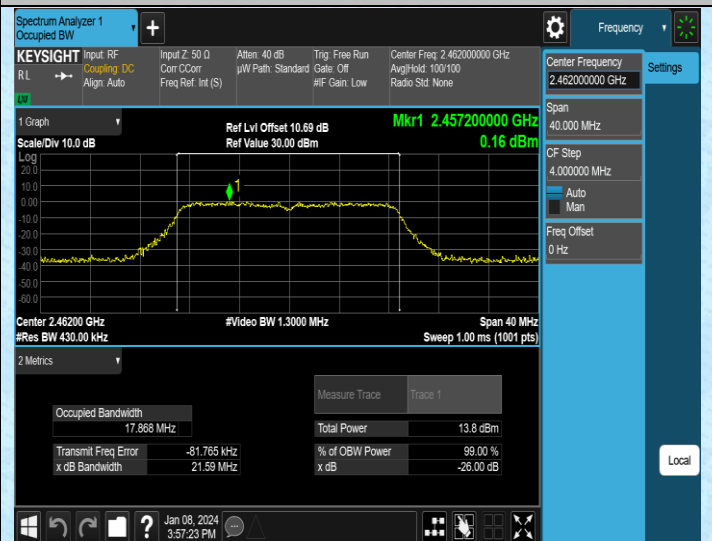 Spectrum Analyzer 1
Occupied BW
+
Frequency
KEYSIGHT
RL
LXI
Input: RF
Coupling: DC
Align: Auto
Input Z: 50 Ω
Corr CCorr
Freq Ref: Int (S)
Atten: 40 dB
µW Path: Standard
Trig: Free Run
Gate: Off
#IF Gain: Low
Center Freq: 2.462000000 GHz
Avg|Hold: 100/100
Radio Std: None
Center Frequency
2.462000000 GHz
Settings
Span
40.000 MHz
CF Step
4.000000 MHz
Auto
Man
Freq Offset
0 Hz
1 Graph
Scale/Div 10.0 dB
Ref Lvl Offset 10.69 dB
Ref Value 30.00 dBm
Mkr1 2.457200000 GHz
0.16 dBm
Log
20.0
10.0
0.00
-10.0
-20.0
-30.0
-40.0
-50.0
-60.0
1
Center 2.46200 GHz
#Res BW 430.00 kHz
#Video BW 1.3000 MHz
Span 40 MHz
Sweep 1.00 ms (1001 pts)
2 Metrics
Measure Trace
Trace 1
Occupied Bandwidth
17.868 MHz
Total Power
13.8 dBm
Transmit Freq Error
-81.765 kHz
% of OBW Power
99.00 %
x dB Bandwidth
21.59 MHz
x dB
-26.00 dB
Local
?
Jan 08, 2024
3:57:23 PM